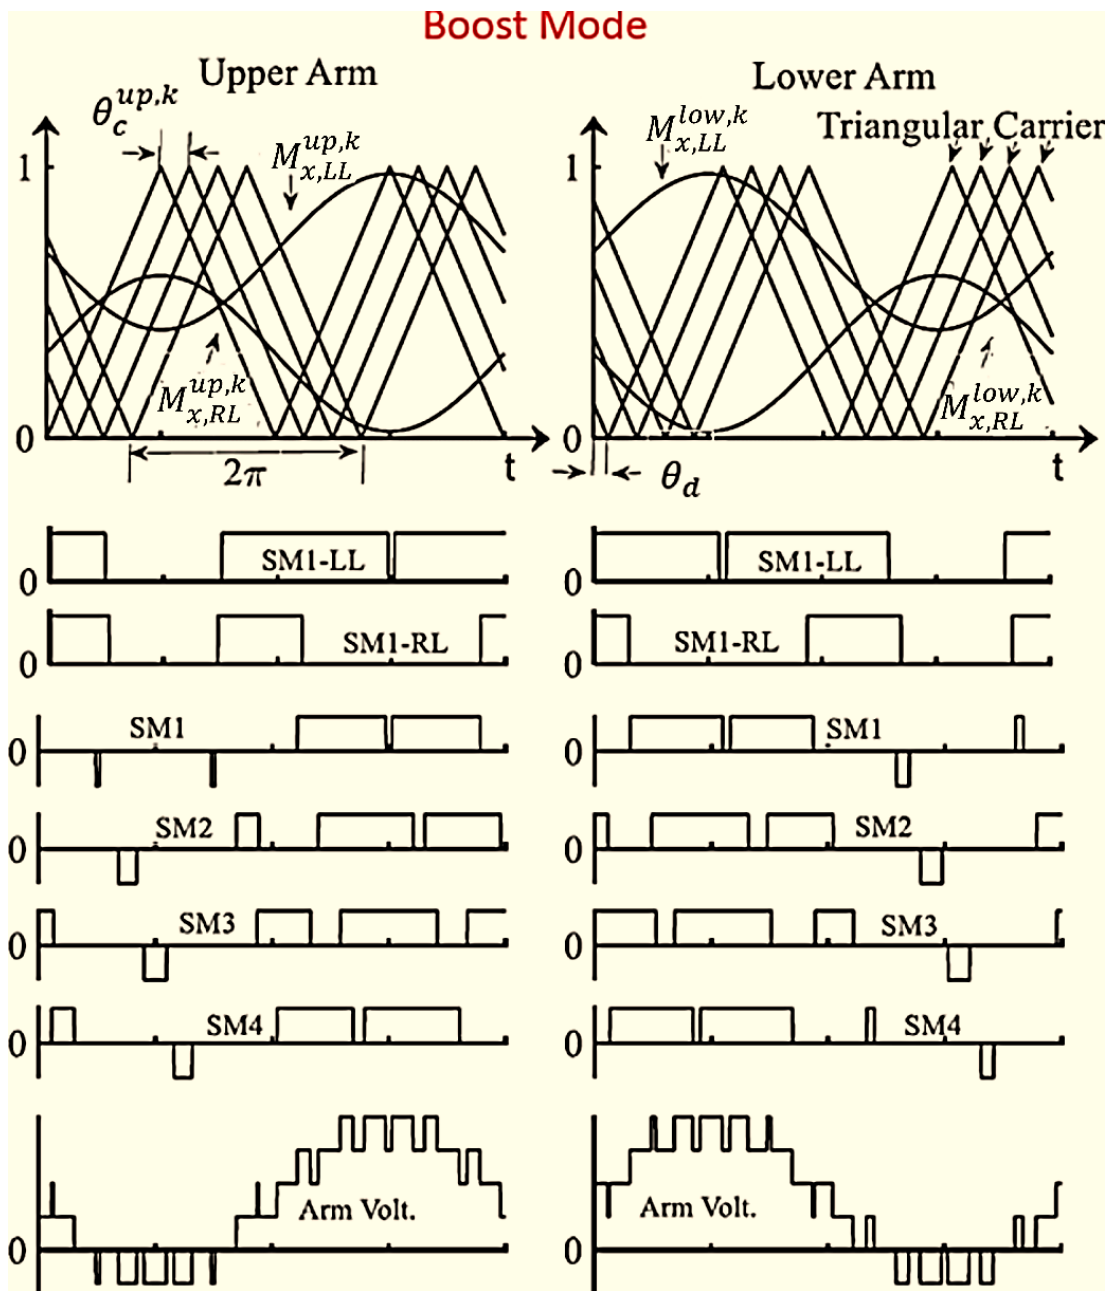 Boost Mode
Upper Arm
Lower Arm
θ_c^{up,k}
M_{x,LL}^{up,k}
M_{x,LL}^{low,k}
Triangular Carrier
1
1
M_{x,RL}^{up,k}
M_{x,RL}^{low,k}
0
0
2π
t
θ_d
t
SM1-LL
SM1-LL
0
0
SM1-RL
SM1-RL
0
0
SM1
SM1
0
0
SM2
SM2
0
0
SM3
SM3
0
0
SM4
SM4
0
0
Arm Volt.
Arm Volt.
0
0